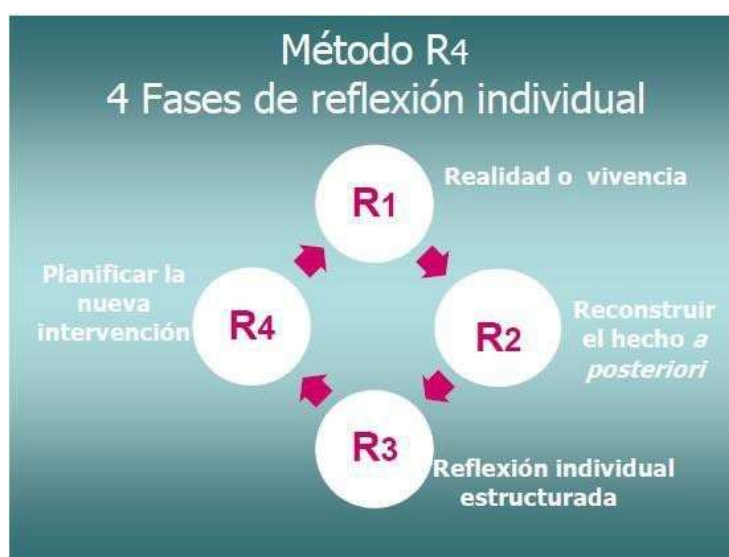 Método R4
4 Fases de reflexión individual
R1
Realidad o vivencia
R2
Reconstruir
el hecho a
posteriori
R3
Reflexión individual
estructurada
R4
Planificar la
nueva
intervención